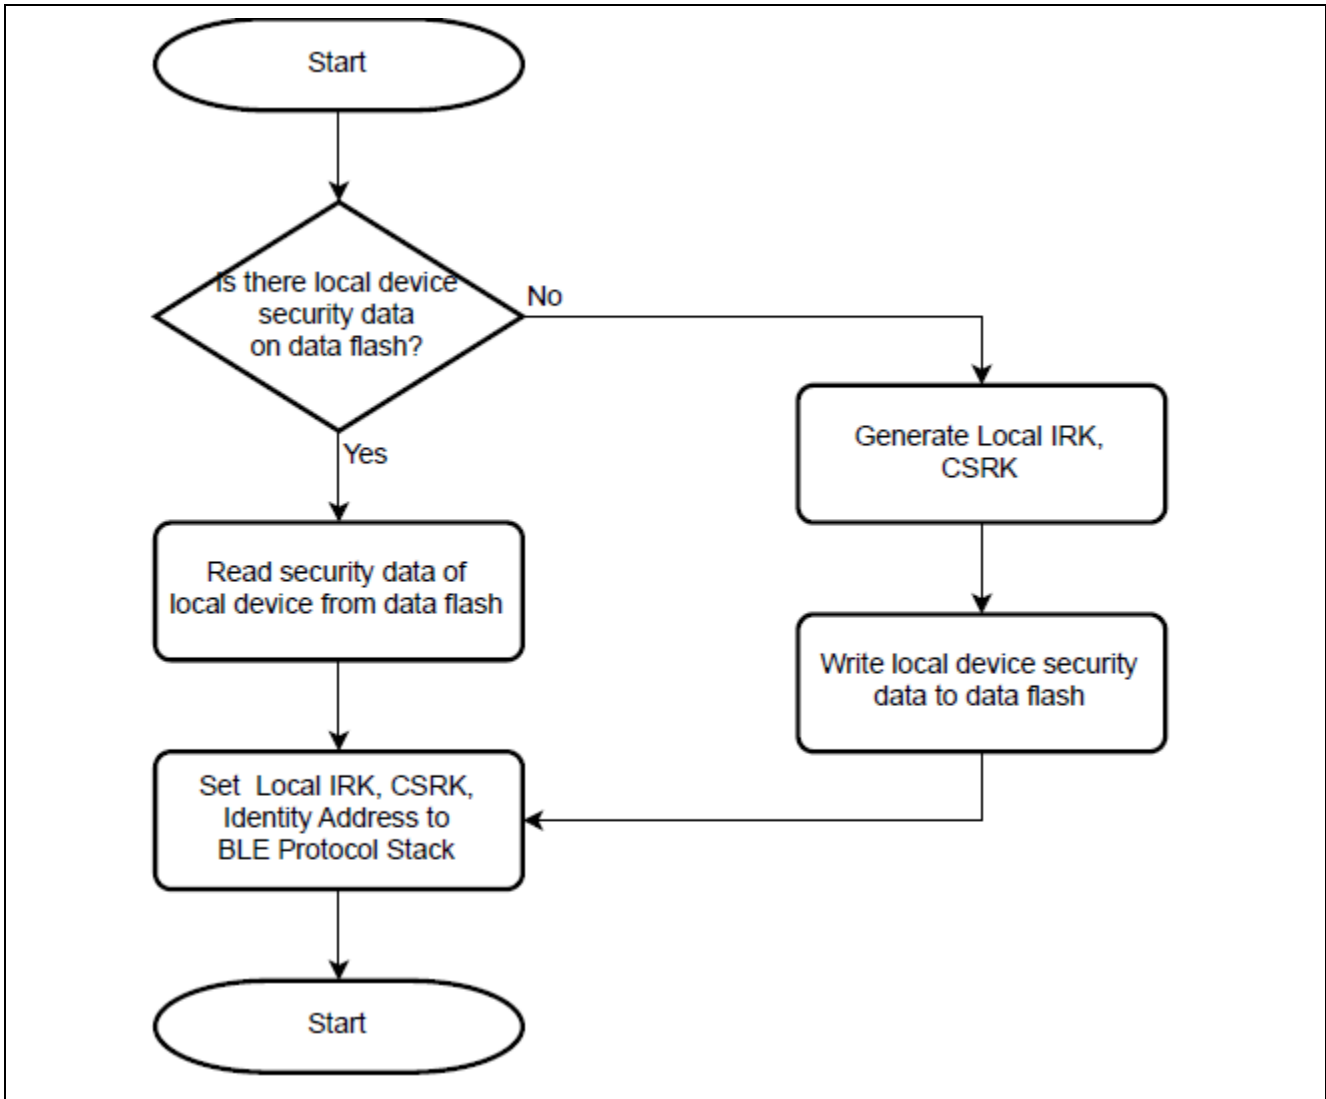 Start
Is there local device
security data
on data flash?
No
Yes
Generate Local IRK,
CSRK
Read security data of
local device from data flash
Write local device security
data to data flash
Set  Local IRK, CSRK,
Identity Address to
BLE Protocol Stack
Start